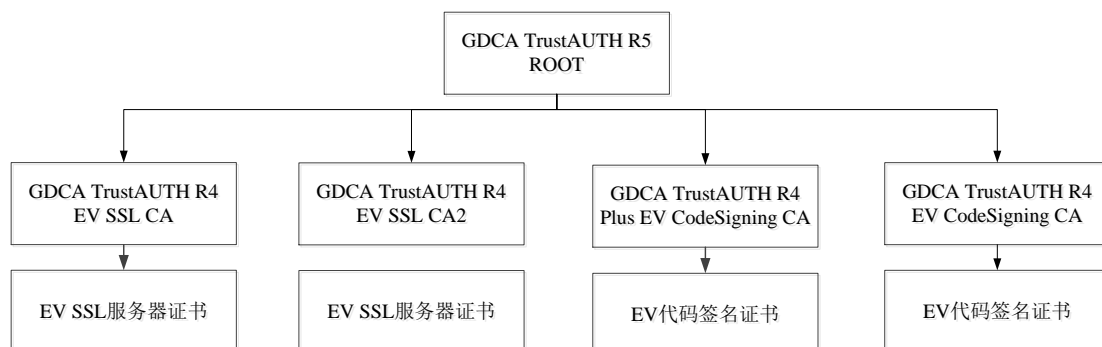 GDCA TrustAUTH R5
ROOT
GDCA TrustAUTH R4
EV SSL CA
GDCA TrustAUTH R4
EV SSL CA2
GDCA TrustAUTH R4
Plus EV CodeSigning CA
GDCA TrustAUTH R4
EV CodeSigning CA
EV SSL服务器证书
EV SSL服务器证书
EV代码签名证书
EV代码签名证书